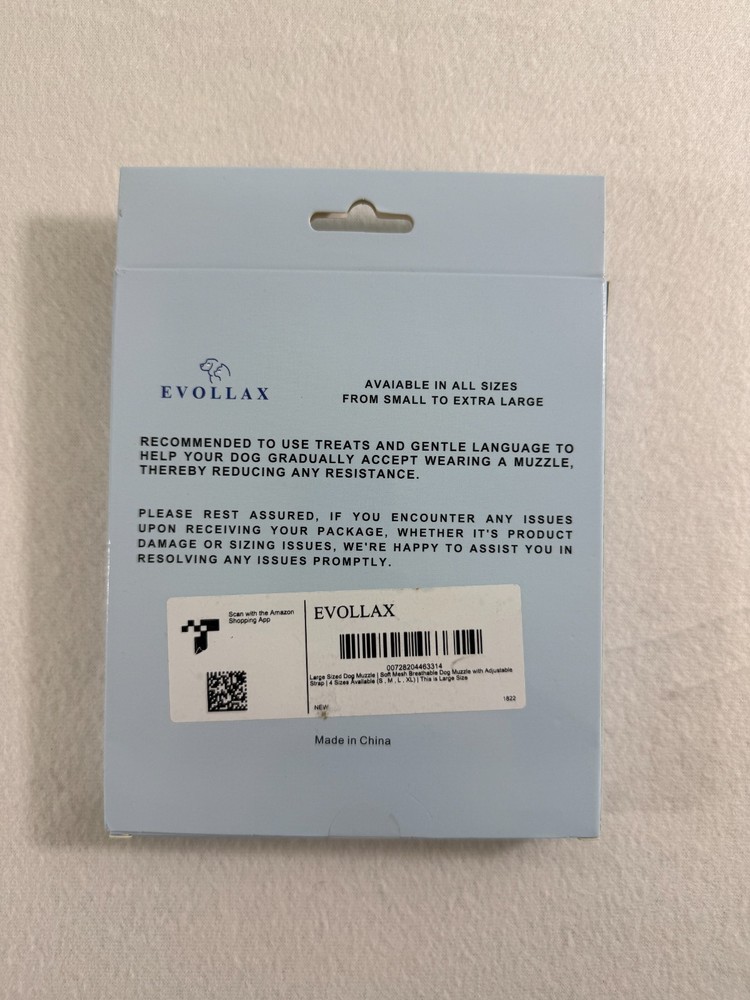 EVOLLAX
AVAIABLE IN ALL SIZES
FROM SMALL TO EXTRA LARGE
RECOMMENDED TO USE TREATS AND GENTLE LANGUAGE TO
HELP YOUR DOG GRADUALLY ACCEPT WEARING A MUZZLE,
THEREBY REDUCING ANY RESISTANCE.
PLEASE REST ASSURED, IF YOU ENCOUNTER ANY ISSUES
UPON RECEIVING YOUR PACKAGE, WHETHER IT'S PRODUCT
DAMAGE OR SIZING ISSUES, WE'RE HAPPY TO ASSIST YOU IN
RESOLVING ANY ISSUES PROMPTLY.
Scan with the Amazon
Shopping App
EVOLLAX
00728204463314
Large Sized Dog Muzzle | Soft Mesh Breathable Dog Muzzle with Adjustable
Strap | 4 Sizes Available (S , M , L , XL) | This is Large Size
NEW
1822
Made in China